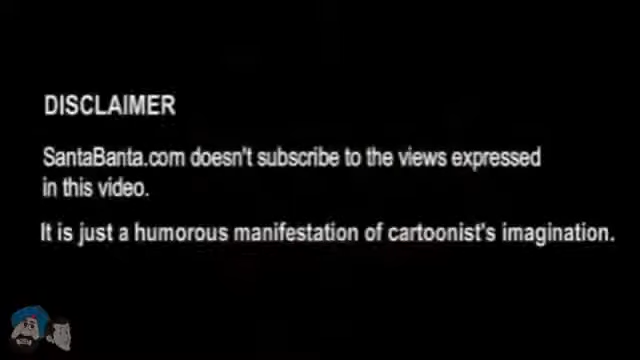 DISCLAIMER
SantaBanta.com doesn't subscribe to the views expressed
in this video.
It is just a humorous manifestation of cartoonist's imagination.